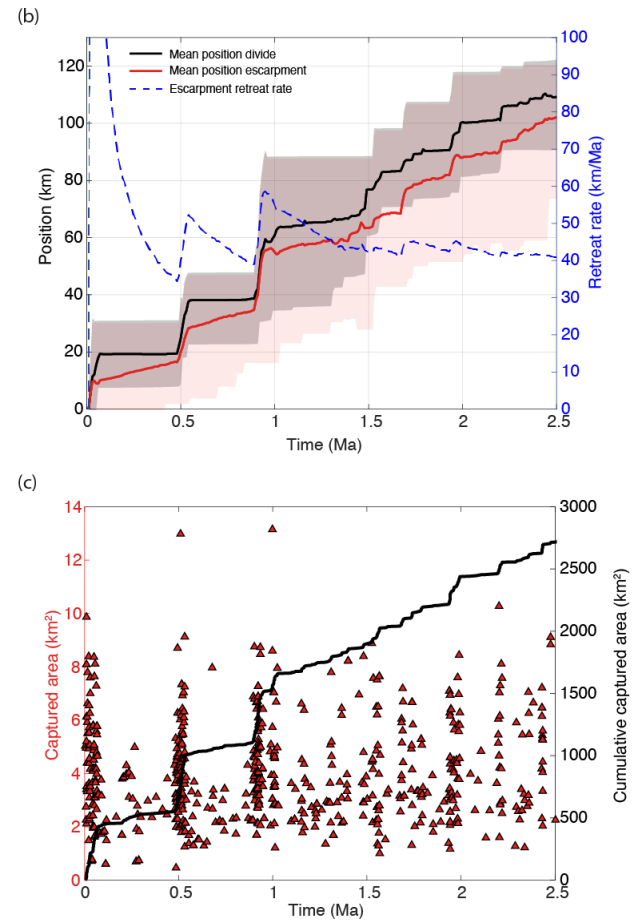 (b)
Mean position divide
Mean position escarpment
Escarpment retreat rate
Position (km)
120
100
80
60
40
20
0
Retreat rate (km/Ma)
100
90
80
70
60
50
40
30
20
10
0
0 0.5 1 1.5 2 2.5
Time (Ma)
(c)
Captured area (km²)
14
12
10
8
6
4
2
0
Cumulative captured area (km²)
3000
2500
2000
1500
1000
500
0
0 0.5 1 1.5 2 2.5
Time (Ma)